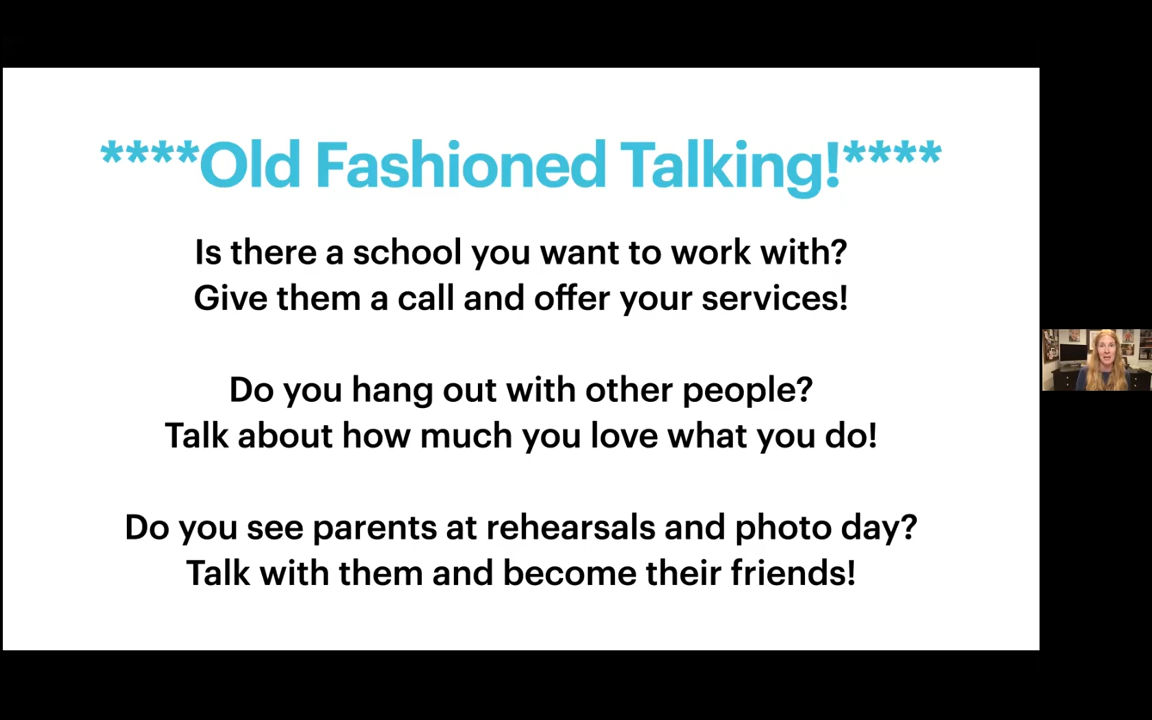 ****Old Fashioned Talking!****
Is there a school you want to work with?
Give them a call and offer your services!
Do you hang out with other people?
Talk about how much you love what you do!
Do you see parents at rehearsals and photo day?
Talk with them and become their friends!